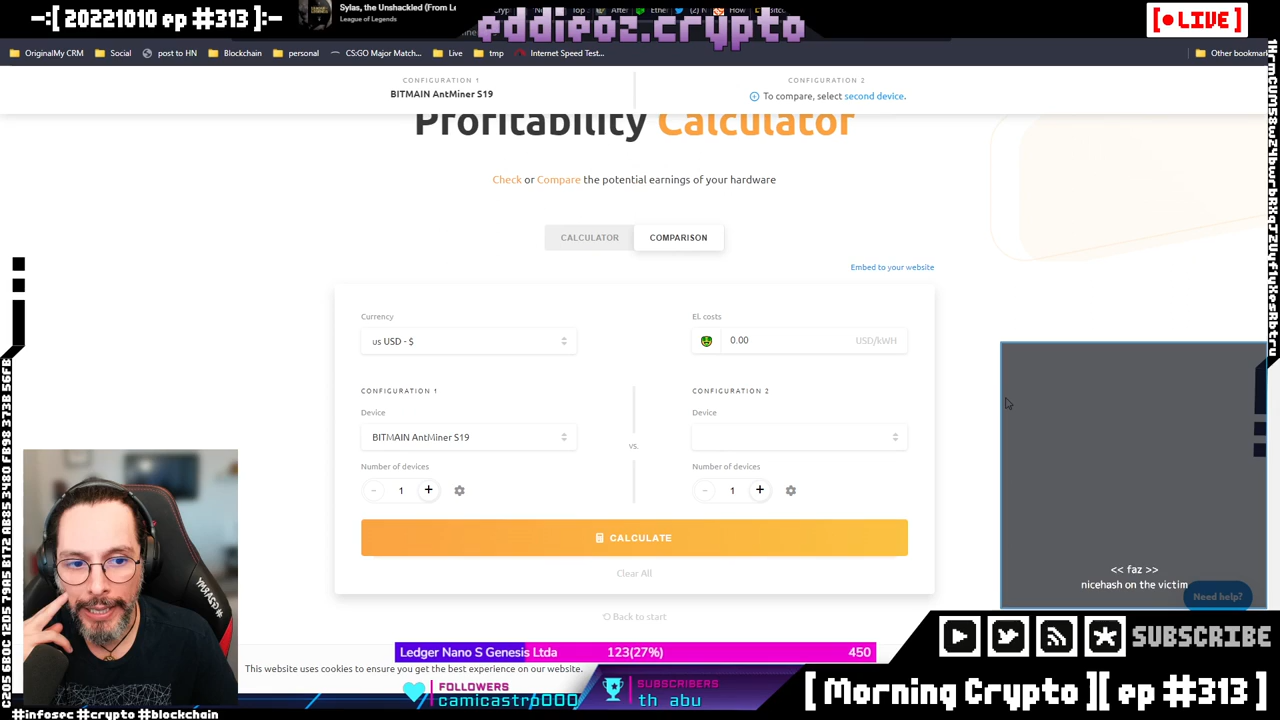 ~:[ 20221010 ep #313 ]:~
Sylas, the Unshackled (From Le
League of Legends
eddieoz.crypto
[ ● LIVE ]
OriginalMy CRM
Social
post to HN
Blockchain
personal
CS:GO Major Match...
Live
tmp
Internet Speed Test...
Other bookmar
CONFIGURATION 1
BITMAIN AntMiner S19
CONFIGURATION 2
To compare, select second device.
Profitability Calculator
Check or Compare the potential earnings of your hardware
CALCULATOR
COMPARISON
Embed to your website
Currency
us USD - $
El. costs
0.00
USD/kWH
CONFIGURATION 1
CONFIGURATION 2
Device
BITMAIN AntMiner S19
vs.
Device
Number of devices
- 1 +
Number of devices
- 1 +
CALCULATE
Clear All
Back to start
<< faz >>
nicehash on the victim
Need help?
SUBSCRIBE
Ledger Nano S Genesis Ltda
123(27%)
450
This website uses cookies to ensure you get the best experience on our website.
FOLLOWERS
camicastrp000
SUBSCRIBERS
th_abu
[ Morning Crypto ][ ep #313 ]
#infosec #crypto #blockchain